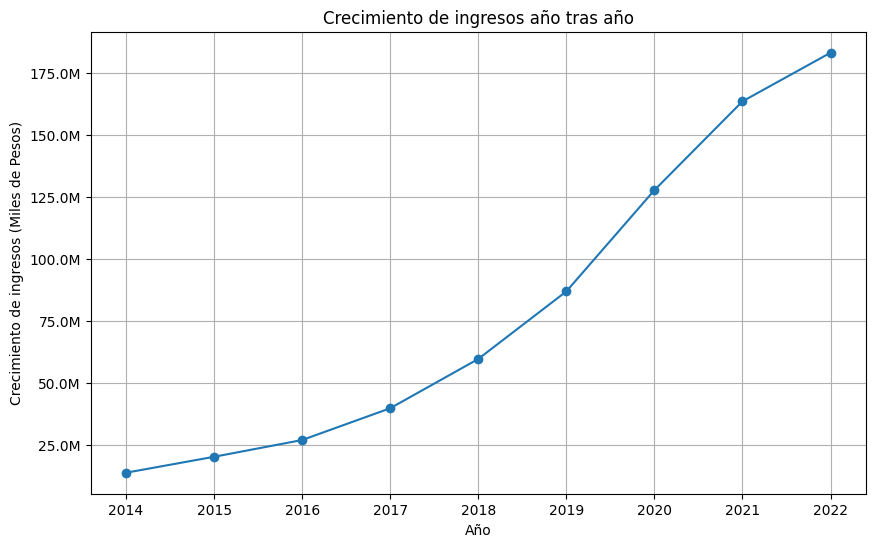 Crecimiento de ingresos año tras año
Crecimiento de ingresos (Miles de Pesos)
175.0M
150.0M
125.0M
100.0M
75.0M
50.0M
25.0M
2014 2015 2016 2017 2018 2019 2020 2021 2022
Año